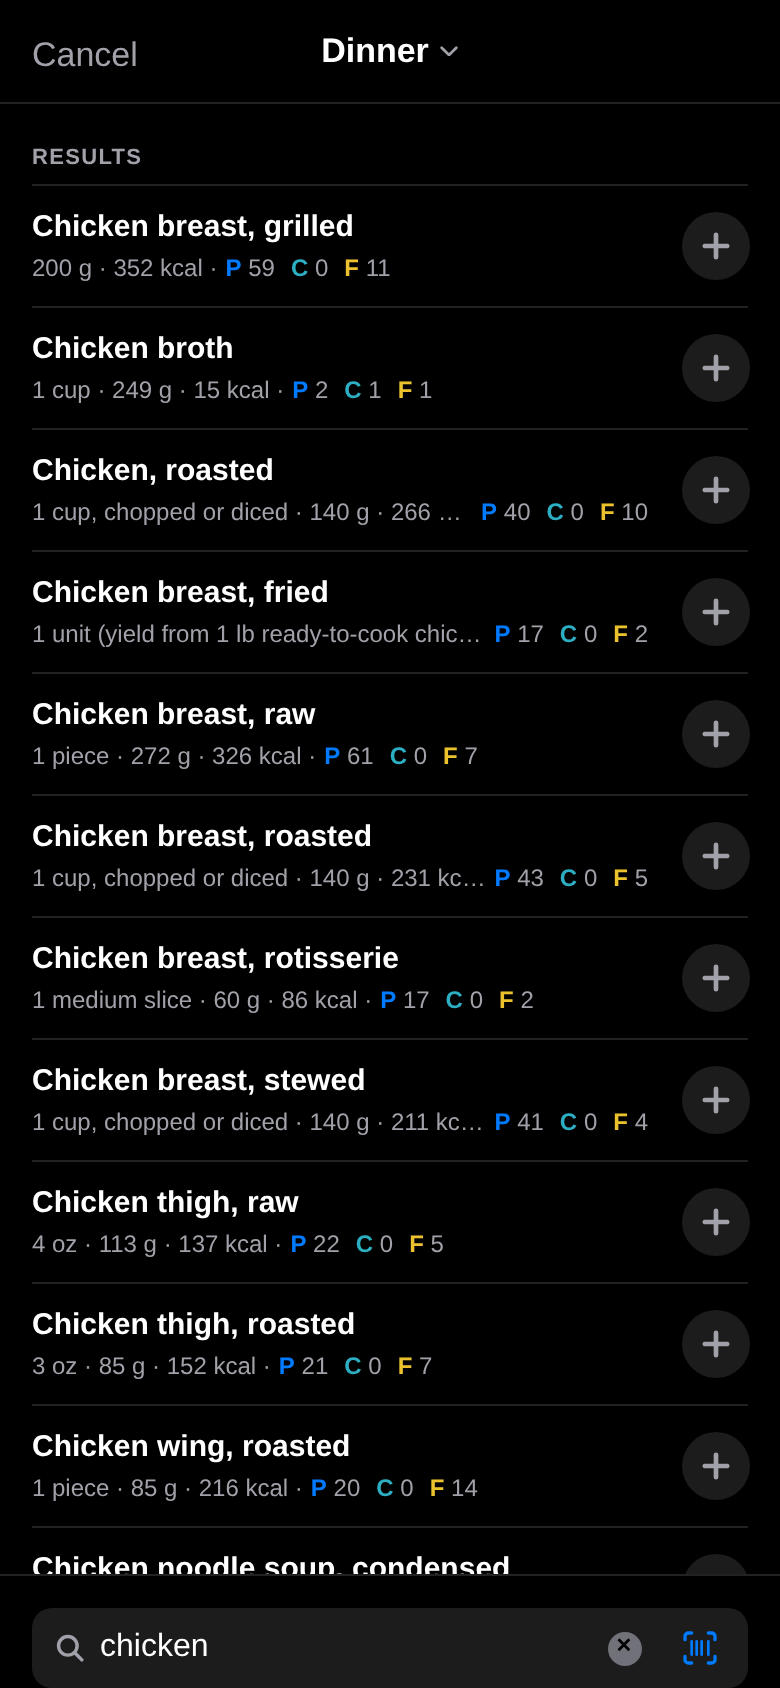 Cancel
Dinner
RESULTS
Chicken breast, grilled
200 g · 352 kcal · P 59 C 0 F 11
Chicken broth
1 cup · 249 g · 15 kcal · P 2 C 1 F 1
Chicken, roasted
1 cup, chopped or diced · 140 g · 266 … P 40 C 0 F 10
Chicken breast, fried
1 unit (yield from 1 lb ready-to-cook chic… P 17 C 0 F 2
Chicken breast, raw
1 piece · 272 g · 326 kcal · P 61 C 0 F 7
Chicken breast, roasted
1 cup, chopped or diced · 140 g · 231 kc… P 43 C 0 F 5
Chicken breast, rotisserie
1 medium slice · 60 g · 86 kcal · P 17 C 0 F 2
Chicken breast, stewed
1 cup, chopped or diced · 140 g · 211 kc… P 41 C 0 F 4
Chicken thigh, raw
4 oz · 113 g · 137 kcal · P 22 C 0 F 5
Chicken thigh, roasted
3 oz · 85 g · 152 kcal · P 21 C 0 F 7
Chicken wing, roasted
1 piece · 85 g · 216 kcal · P 20 C 0 F 14
Chicken noodle soup, condensed
chicken